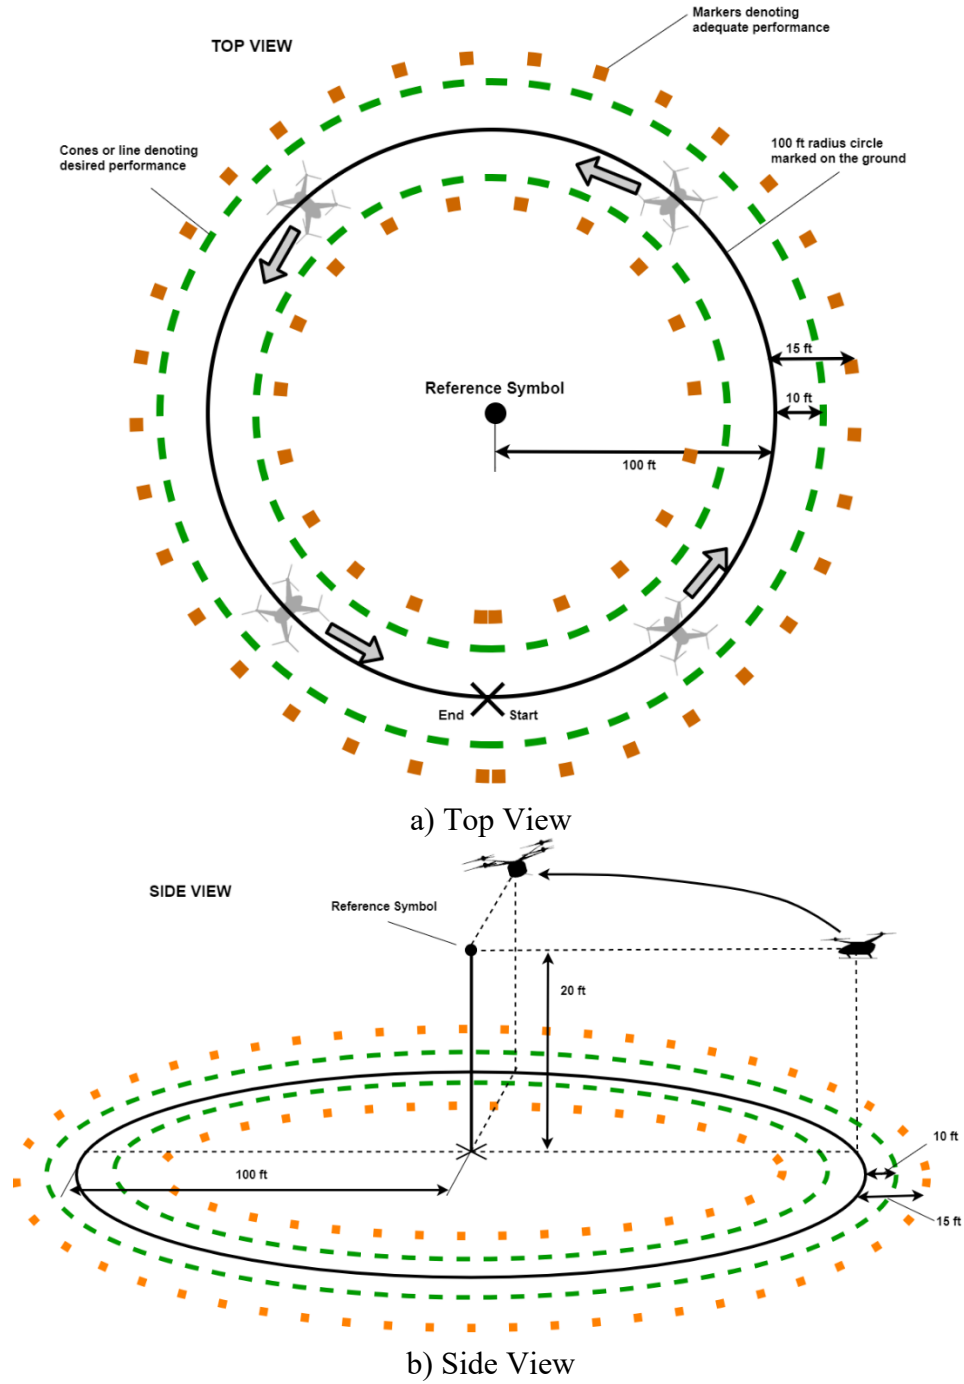 Markers denoting
adequate performance
TOP VIEW
Cones or line denoting
desired performance
100 ft radius circle
marked on the ground
15 ft
Reference Symbol
10 ft
100 ft
End
Start
a) Top View
SIDE VIEW
Reference Symbol
20 ft
10 ft
100 ft
15 ft
b) Side View